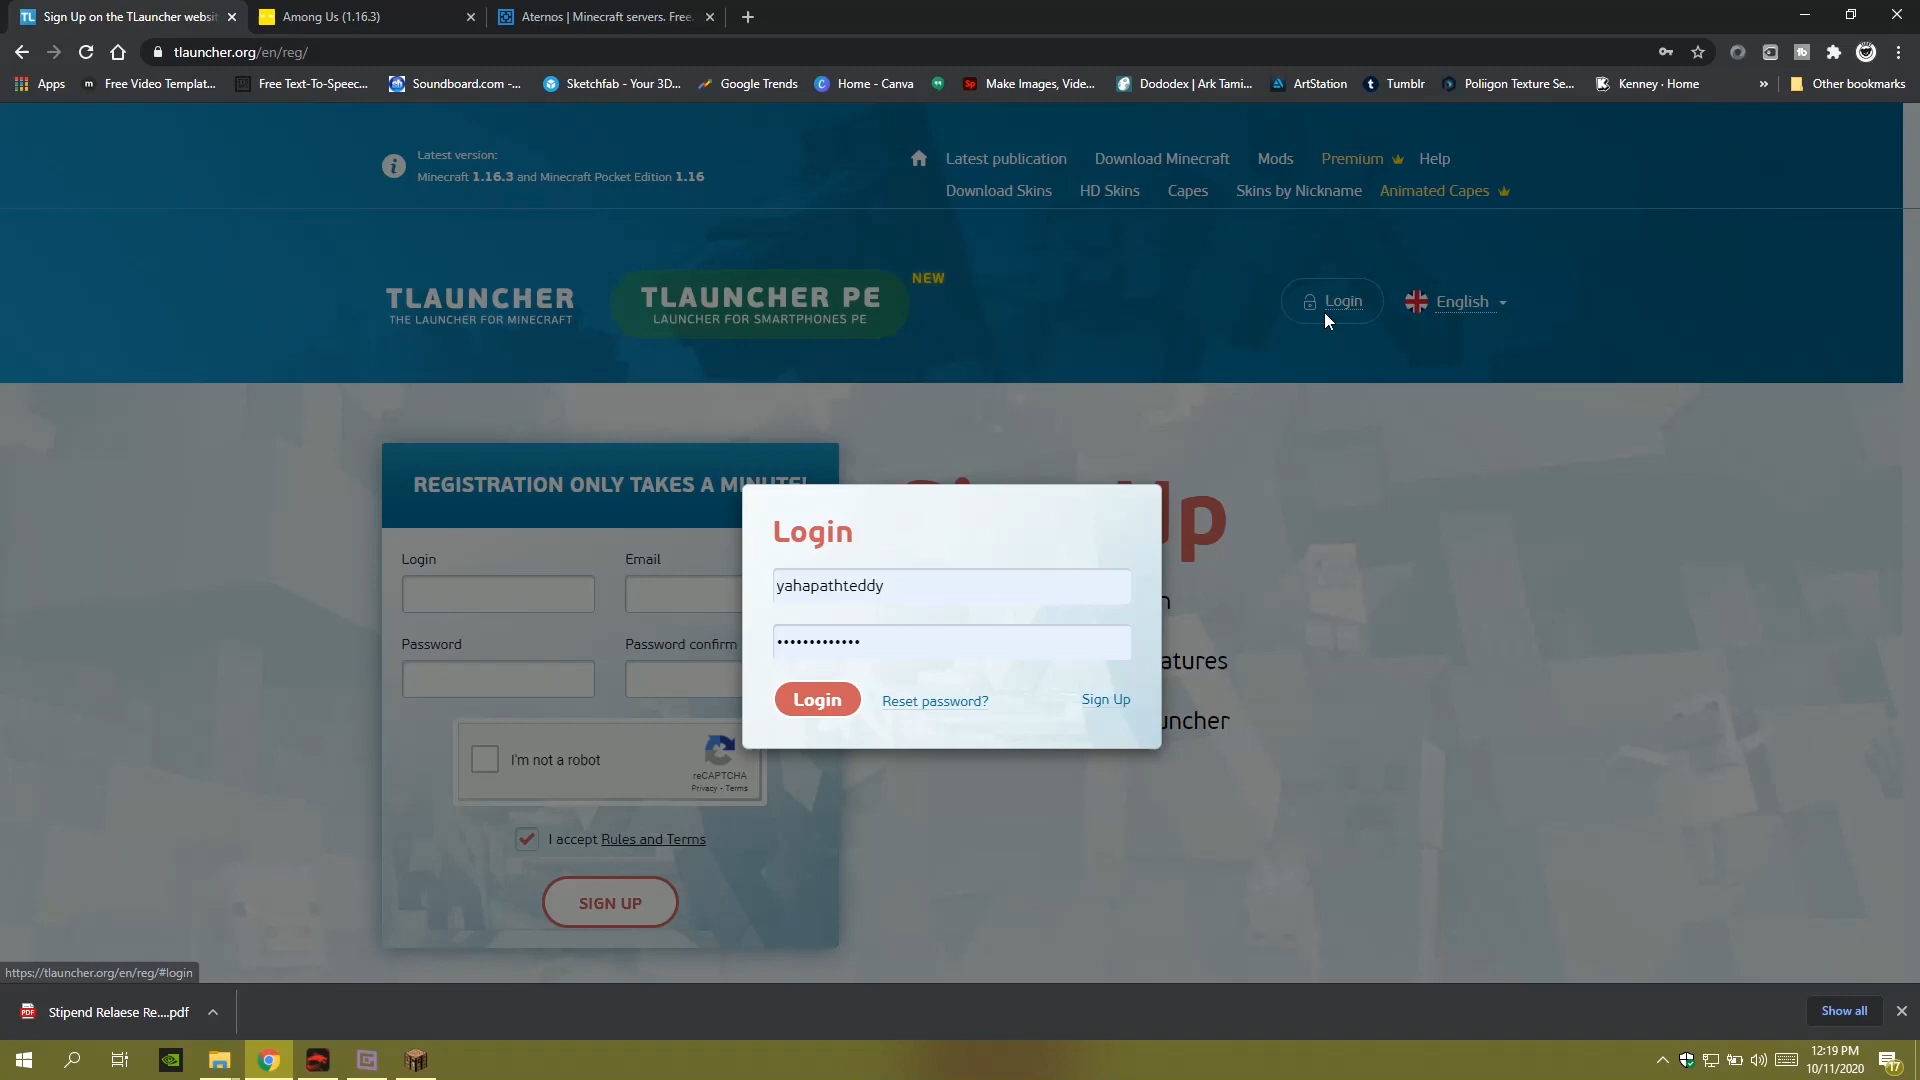 Sign Up on the TLauncher websit
Among Us (1.16.3)
Aternos | Minecraft servers. Free.
tlauncher.org/en/reg/
Apps
Free Video Templat...
Free Text-To-Speec...
Soundboard.com -...
Sketchfab - Your 3D...
Google Trends
Home - Canva
Make Images, Vide...
Dododex | Ark Tami...
ArtStation
Tumblr
Poliigon Texture Se...
Kenney · Home
»
Other bookmarks
Latest version:
Minecraft 1.16.3 and Minecraft Pocket Edition 1.16
Latest publication
Download Minecraft
Mods
Premium
Help
Download Skins
HD Skins
Capes
Skins by Nickname
Animated Capes
TLAUNCHER
THE LAUNCHER FOR MINECRAFT
TLAUNCHER PE
LAUNCHER FOR SMARTPHONES PE
NEW
Login
English
REGISTRATION ONLY TAKES A MINUTE!
Login
Email
Password
Password confirm
I'm not a robot
reCAPTCHA
Privacy - Terms
I accept Rules and Terms
SIGN UP
Login
yahapathteddy
•••••••••••••
Login
Reset password?
Sign Up
up
n
atures
uncher
https://tlauncher.org/en/reg/#login
Stipend Relaese Re....pdf
Show all
12:19 PM
10/11/2020
17